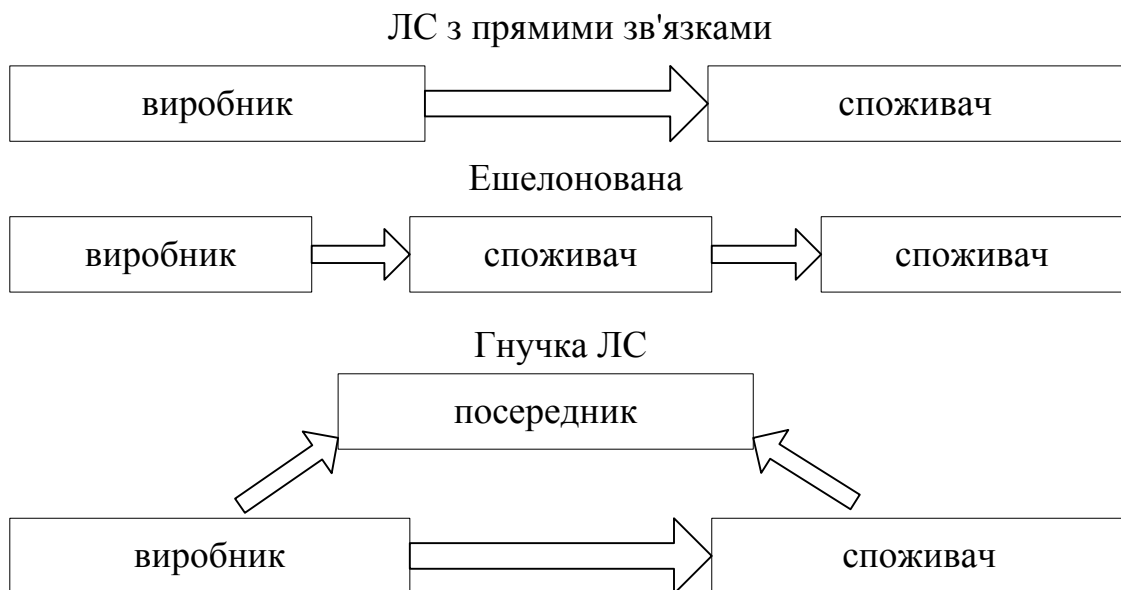 ЛС з прямими зв'язками
виробник споживач
Ешелонована
виробник споживач споживач
Гнучка ЛС
посередник
виробник споживач